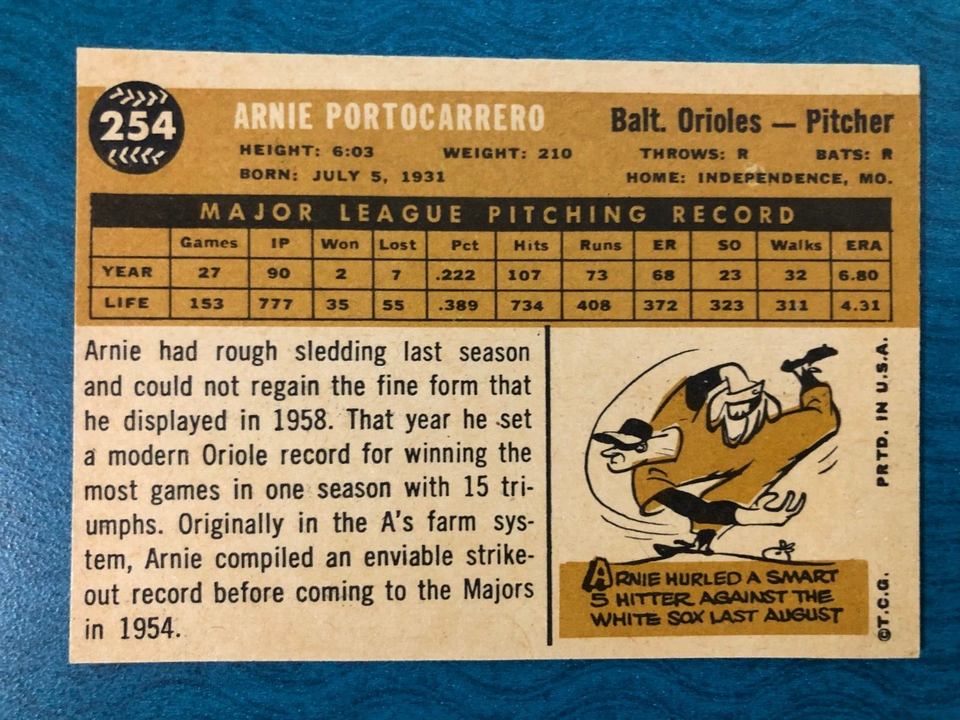 254
ARNIE PORTOCARRERO
Balt. Orioles — Pitcher
HEIGHT: 6:03 WEIGHT: 210 THROWS: R BATS: R
BORN: JULY 5, 1931 HOME: INDEPENDENCE, MO.
MAJOR LEAGUE PITCHING RECORD
Games IP Won Lost Pct Hits Runs ER SO Walks ERA
YEAR 27 90 2 7 .222 107 73 68 23 32 6.80
LIFE 153 777 35 55 .389 734 408 372 323 311 4.31
Arnie had rough sledding last season
and could not regain the fine form that
he displayed in 1958. That year he set
a modern Oriole record for winning the
most games in one season with 15 tri-
umphs. Originally in the A's farm sys-
tem, Arnie compiled an enviable strike-
out record before coming to the Majors
in 1954.
ARNIE HURLED A SMART
5 HITTER AGAINST THE
WHITE SOX LAST AUGUST
©T.C.G. PRTD. IN U.S.A.